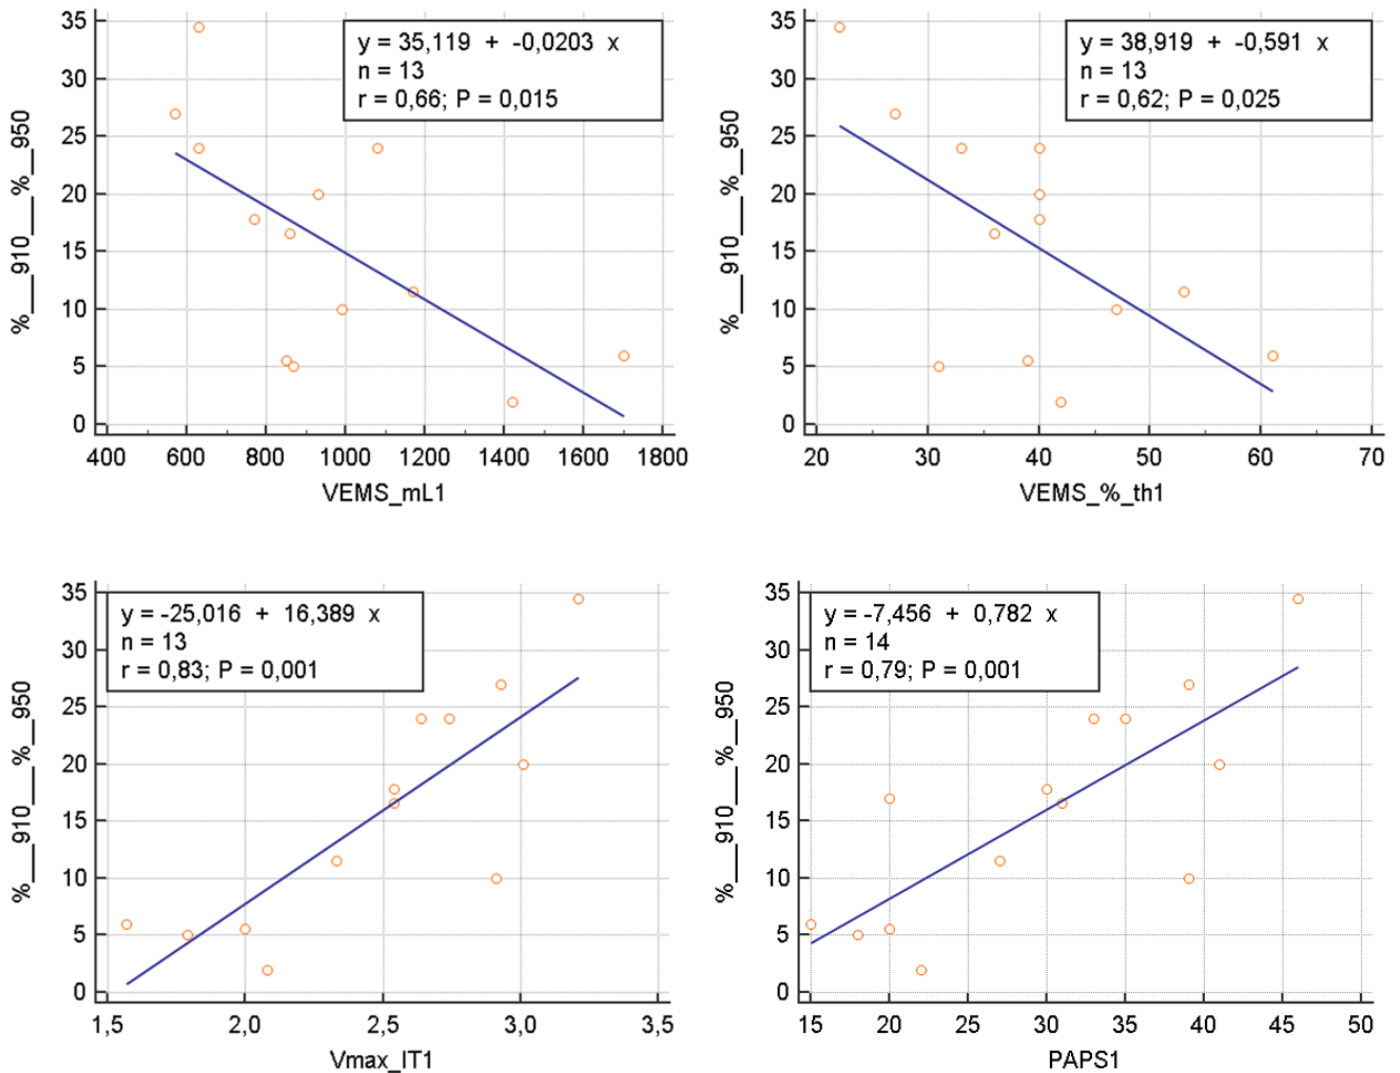 35
30
25
20
15
10
5
0
%___910___%_950
y = 35,119 + -0,0203 x
n = 13
r = 0,66; P = 0,015
400 600 800 1000 1200 1400 1600 1800
VEMS_mL1
35
30
25
20
15
10
5
0
%___910___%_950
y = 38,919 + -0,591 x
n = 13
r = 0,62; P = 0,025
20 30 40 50 60 70
VEMS_%_th1
35
30
25
20
15
10
5
0
%___910___%_950
y = -25,016 + 16,389 x
n = 13
r = 0,83; P = 0,001
1,5 2,0 2,5 3,0 3,5
Vmax_IT1
35
30
25
20
15
10
5
0
%___910___%_950
y = -7,456 + 0,782 x
n = 14
r = 0,79; P = 0,001
15 20 25 30 35 40 45 50
PAPS1